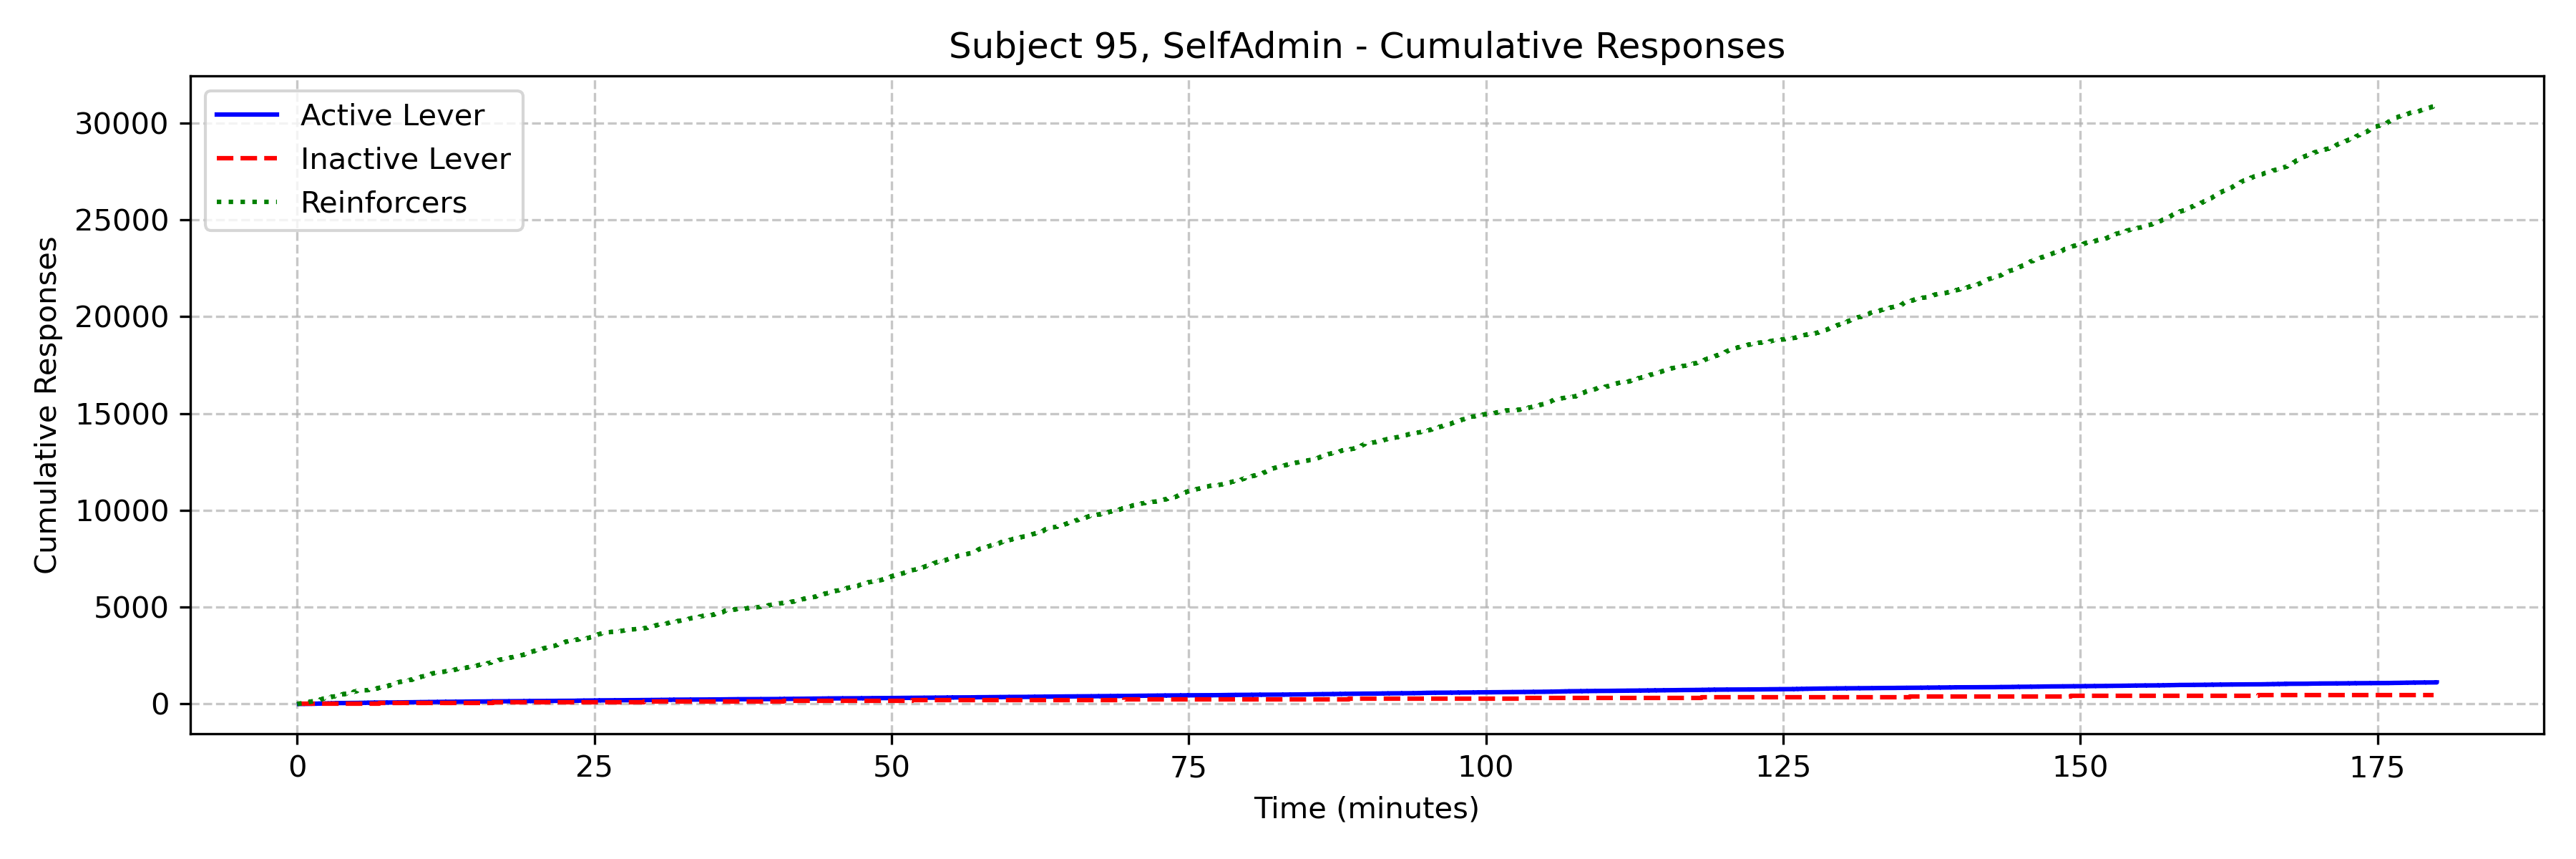 Subject 95, SelfAdmin - Cumulative Responses
Active Lever
Inactive Lever
Reinforcers
Cumulative Responses
30000
25000
20000
15000
10000
5000
0
0 25 50 75 100 125 150 175
Time (minutes)